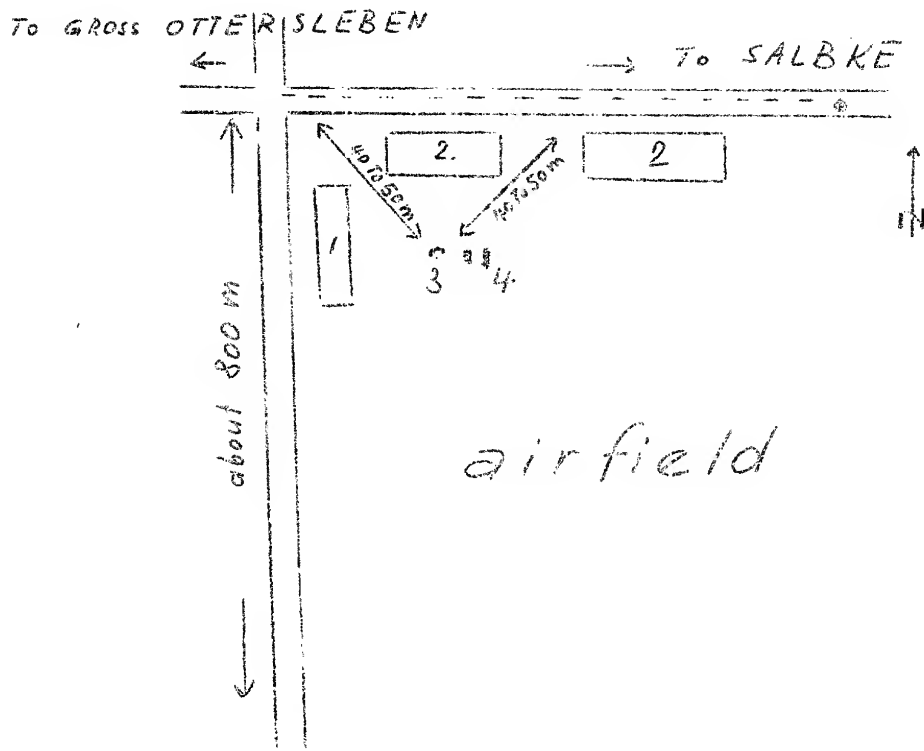 To GROSS OTTERSLEBEN
To SALBKE
2.
2
40 To 50 m
40 To 50 m
1
N
3
4.
about 800 m
airfield